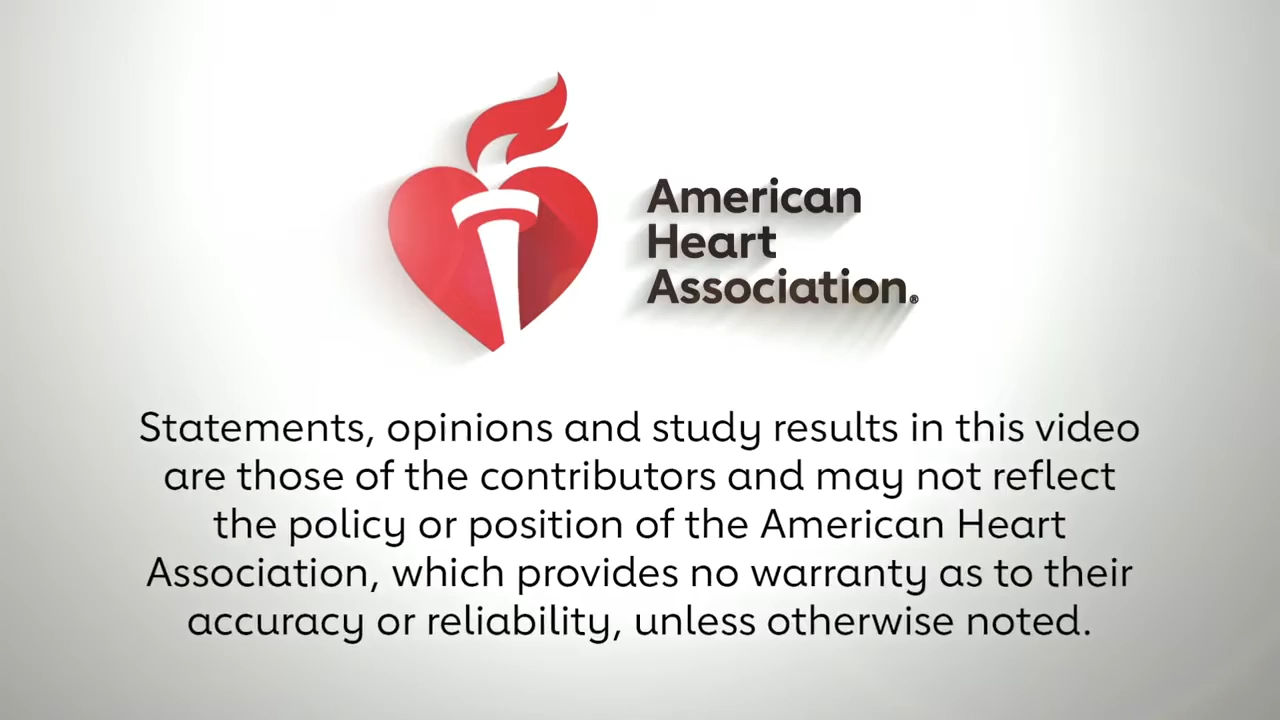 American
Heart
Association®
Statements, opinions and study results in this video
are those of the contributors and may not reflect
the policy or position of the American Heart
Association, which provides no warranty as to their
accuracy or reliability, unless otherwise noted.